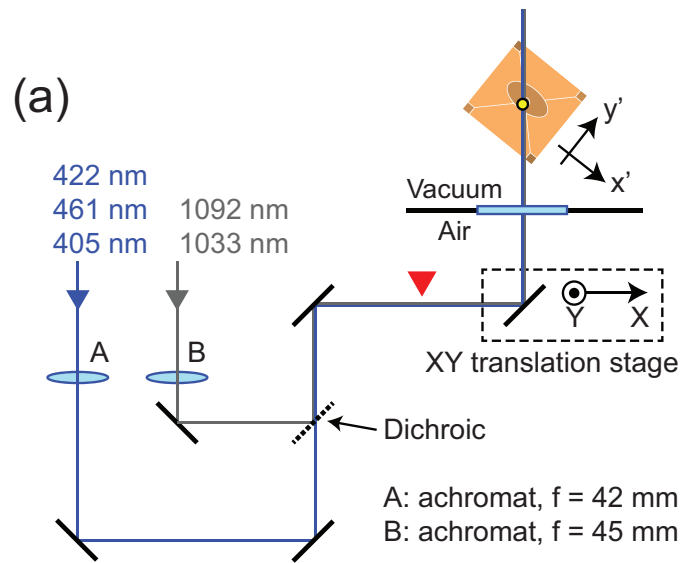 (a)
y'
x'
422 nm
461 nm
405 nm
1092 nm
1033 nm
Vacuum
Air
A
B
Y
X
XY translation stage
Dichroic
A: achromat, f = 42 mm
B: achromat, f = 45 mm